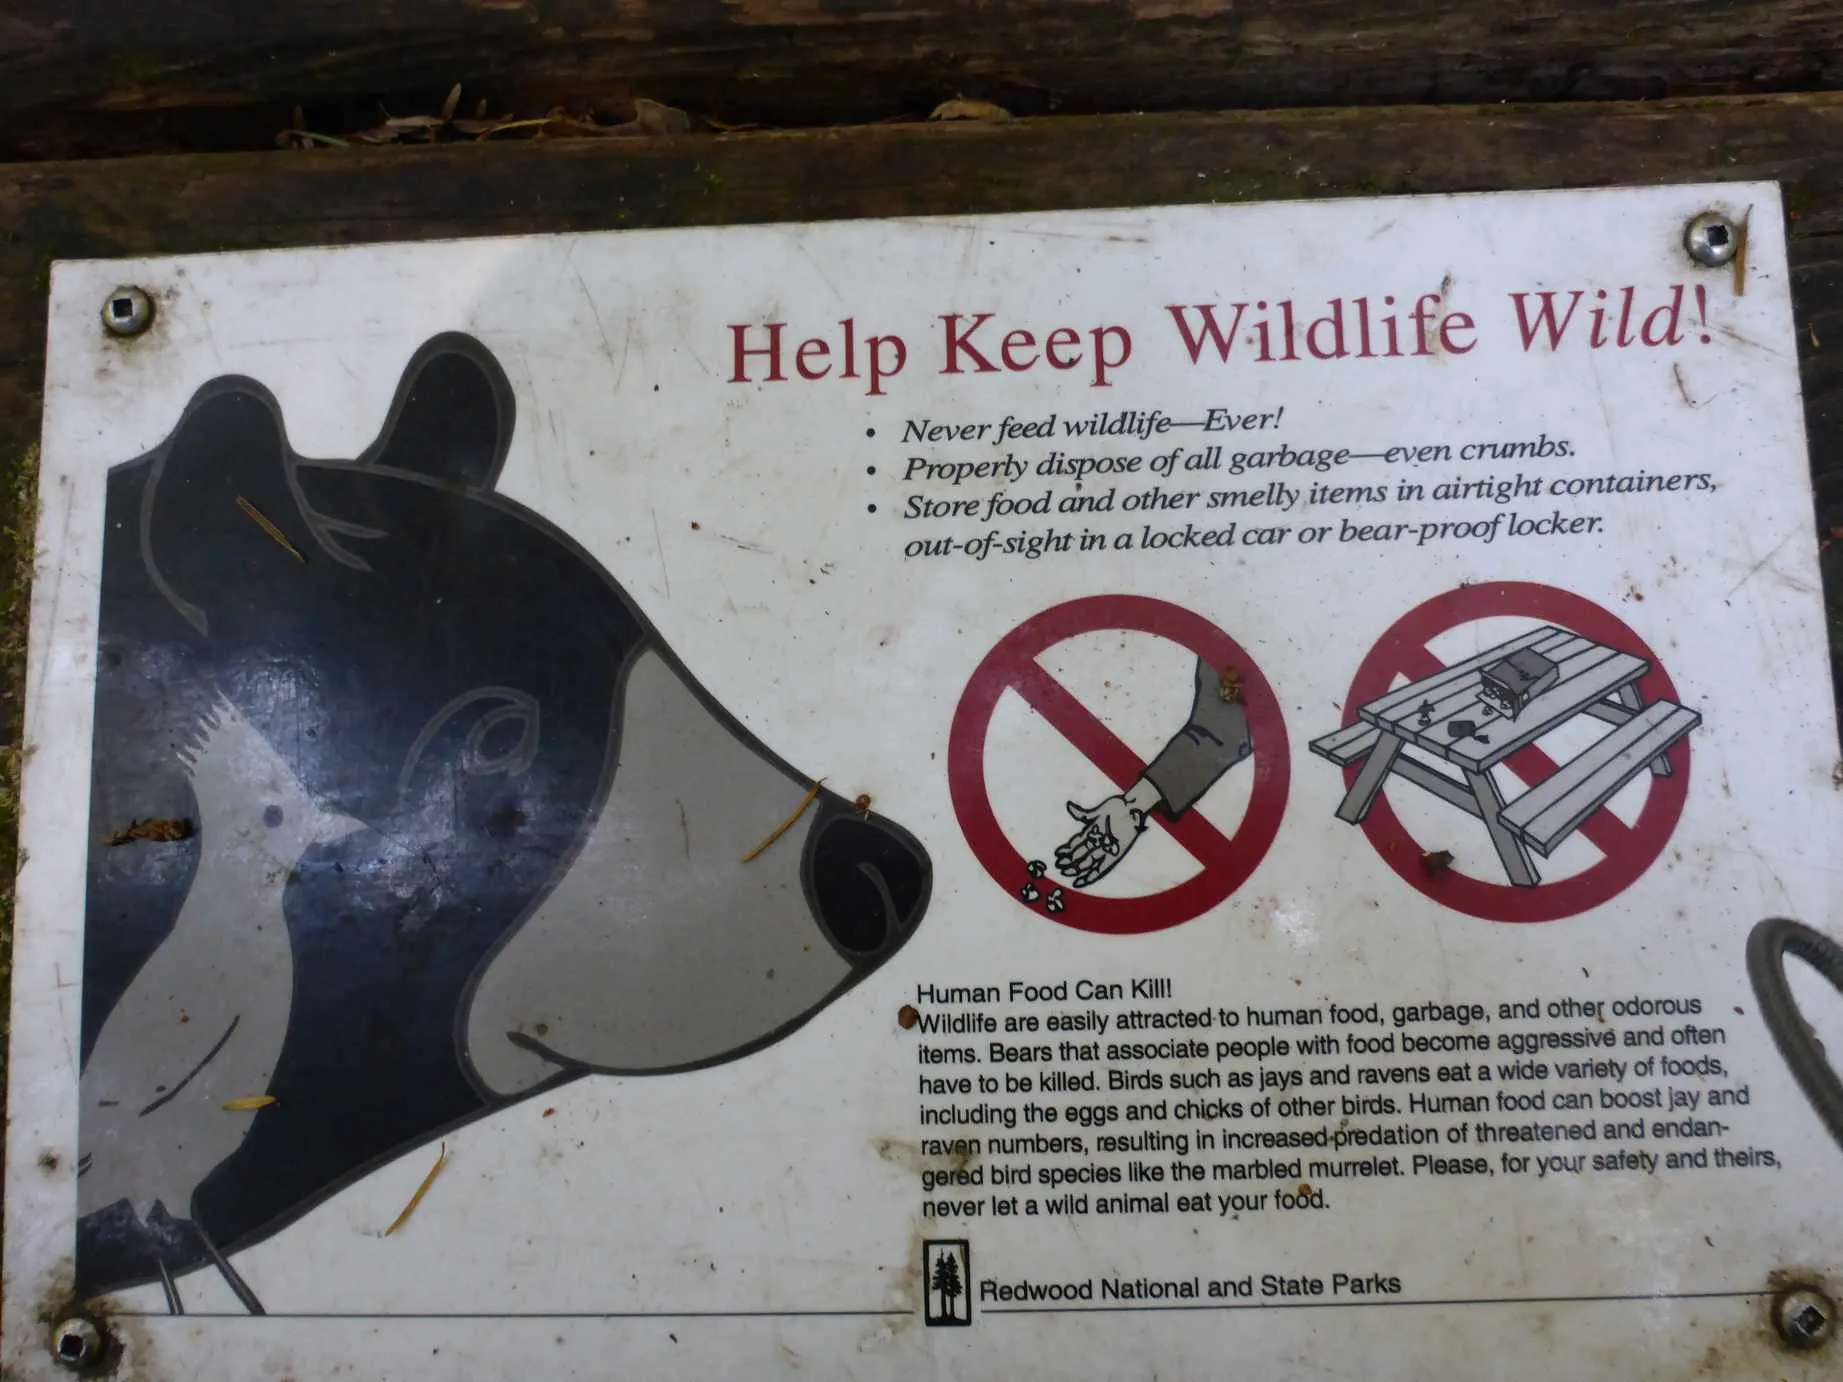 Help Keep Wildlife Wild!
• Never feed wildlife—Ever!
• Properly dispose of all garbage—even crumbs.
• Store food and other smelly items in airtight containers,
out-of-sight in a locked car or bear-proof locker.
Human Food Can Kill!
Wildlife are easily attracted to human food, garbage, and other odorous
items. Bears that associate people with food become aggressive and often
have to be killed. Birds such as jays and ravens eat a wide variety of foods,
including the eggs and chicks of other birds. Human food can boost jay and
raven numbers, resulting in increased predation of threatened and endan-
gered bird species like the marbled murrelet. Please, for your safety and theirs,
never let a wild animal eat your food.
Redwood National and State Parks